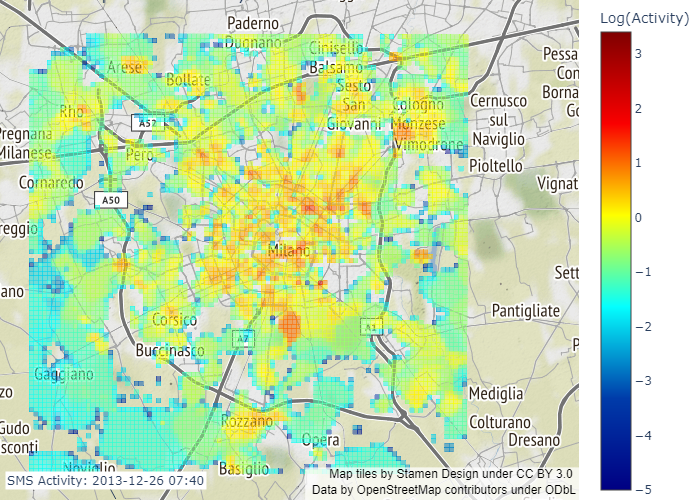 Log(Activity)
Paderno
Dugnano
Cinisello
Balsamo
Arese
Bollate
Sesto
San
Giovanni
Cologno
Monzese
Vimodrone
Cernusco
sul
Naviglio
Pessa
Con
Borna
Go
Rho
A52
Pregnana
Milanese
Pero
Pioltello
Cornaredo
Vignat
A50
reggio
Milano
ano
Sett
Pantigliate
Corsico
A7
A1
Buccinasco
P
Gaggiano
zo
Mediglia
Rozzano
Colturano
Gudo
sconti
Opera
Dresano
Noviglio
Basiglio
3
2
1
0
−1
−2
−3
−4
−5
SMS Activity: 2013-12-26 07:40
Map tiles by Stamen Design under CC BY 3.0
Data by OpenStreetMap contributors under ODbL